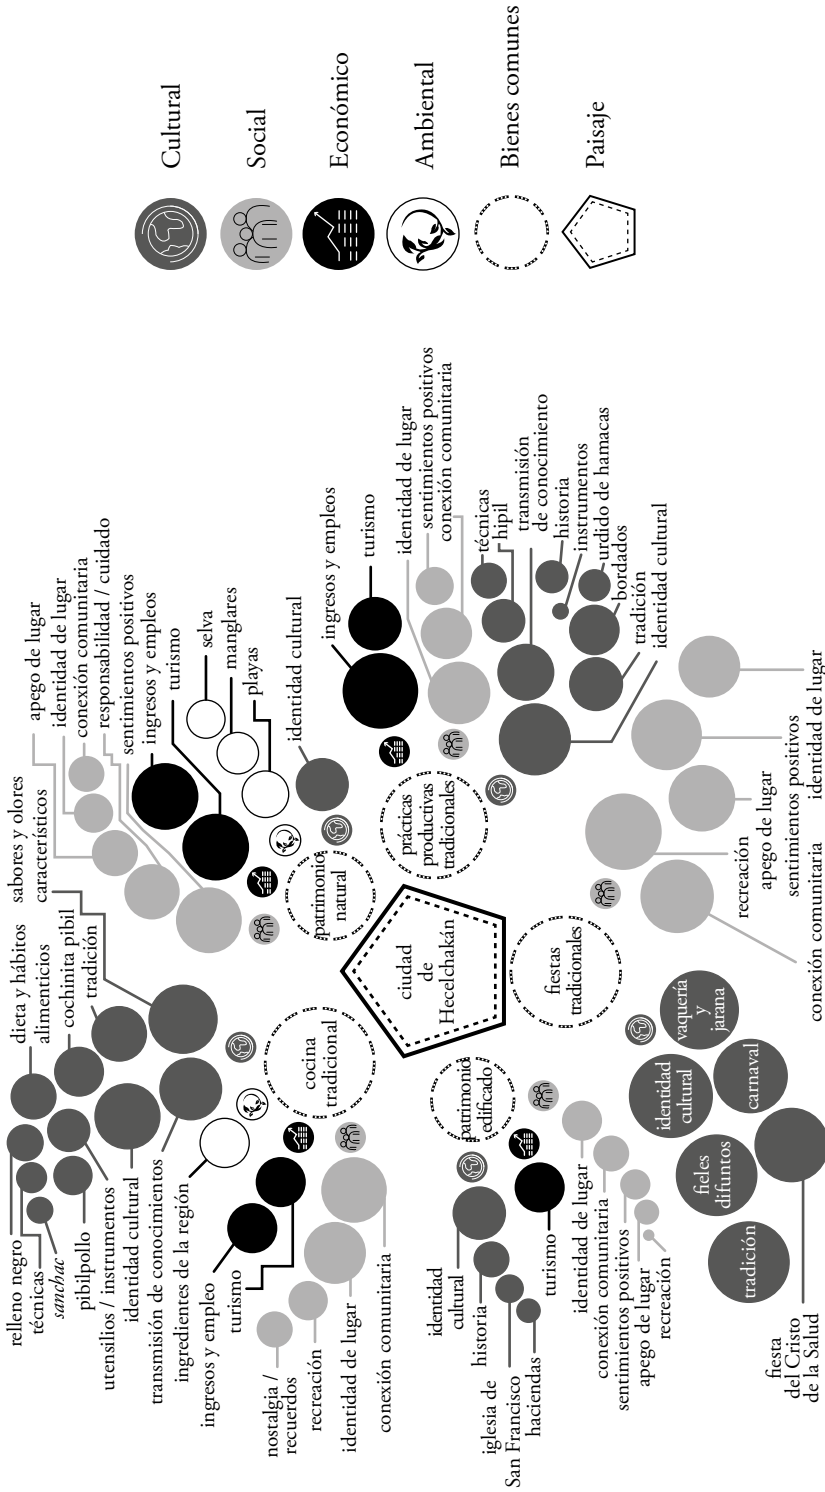 Cultural
Social
Económico
Ambiental
Bienes comunes
Paisaje
ciudad
de
Hecelchakán
cocina
tradicional
relleno negro
técnicas
sanchac
pibilpollo
utensilios / instrumentos
identidad cultural
transmisión de conocimientos
dieta y hábitos
alimenticios
cochinita pibil
tradición
sabores y olores
característicos
ingredientes de la región
ingresos y empleo
turismo
nostalgia /
recuerdos
recreación
identidad de lugar
conexión comunitaria
patrimonio
natural
apego de lugar
identidad de lugar
conexión comunitaria
responsabilidad / cuidado
sentimientos positivos
ingresos y empleos
turismo
selva
manglares
playas
identidad cultural
prácticas
productivas
tradicionales
ingresos y empleos
turismo
identidad de lugar
sentimientos positivos
conexión comunitaria
técnicas
hipil
transmisión
de conocimiento
historia
instrumentos
urdido de hamacas
bordados
tradición
identidad cultural
fiestas
tradicionales
conexión comunitaria
recreación
apego de lugar
sentimientos positivos
identidad de lugar
vaquería
y
jarana
identidad
cultural
carnaval
fieles
difuntos
tradición
fiesta
del Cristo
de la Salud
patrimonio
edificado
identidad
cultural
historia
iglesia de
San Francisco
haciendas
turismo
identidad de lugar
conexión comunitaria
sentimientos positivos
apego de lugar
recreación